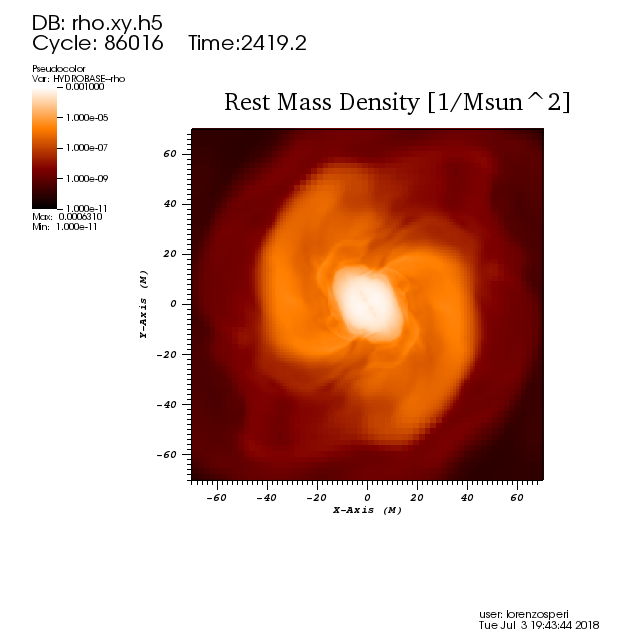 DB: rho.xy.h5
Cycle: 86016 Time:2419.2
Pseudocolor
Var: HYDROBASE--rho
0.001000
1.000e-05
1.000e-07
1.000e-09
1.000e-11
Max: 0.0006310
Min: 1.000e-11
Rest Mass Density [1/Msun^2]
60
40
20
0
-20
-40
-60
Y-Axis (M)
-60 -40 -20 0 20 40 60
X-Axis (M)
user: lorenzosperi
Tue Jul 3 19:43:44 2018